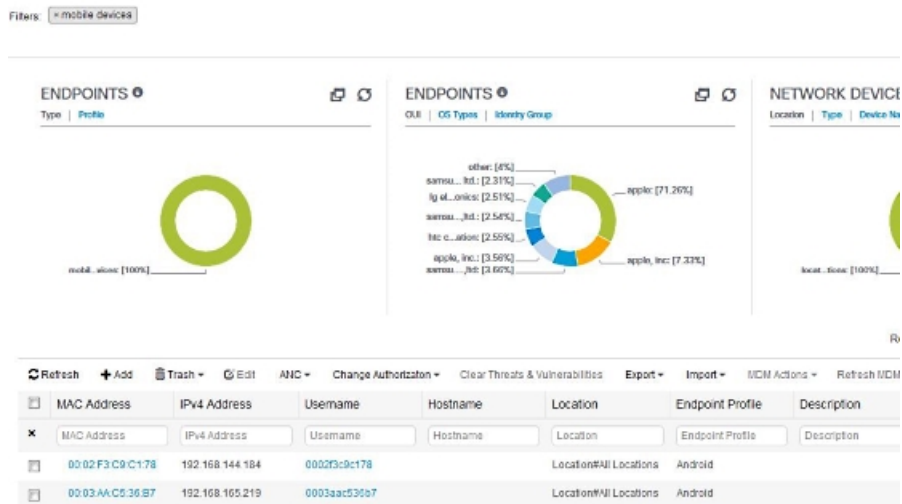 Filters: × mobile devices
ENDPOINTS
Type | Profile
mobil...vices: [100%]
ENDPOINTS
OUI | OS Types | Identity Group
other: [4%]
samsu... ltd.: [2.31%]
lg el...onics: [2.51%]
samsu...,ltd.: [2.54%]
htc c...ation: [2.55%]
apple, inc.: [3.56%]
samsu...,ltd: [3.66%]
apple: [71.26%]
apple, inc: [7.33%]
NETWORK DEVICE
Location | Type | Device Na
locat...tions: [100%]
Refresh Add Trash Edit ANC Change Authorizaton Clear Threats & Vulnerabilities Export Import MDM Actions Refresh MDM
MAC Address IPv4 Address Username Hostname Location Endpoint Profile Description
× MAC Address IPv4 Address Username Hostname Location Endpoint Profile Description
00:02:F3:C9:C1:78 192.168.144.184 0002f3c9c178 Location#All Locations Android
00:03:AA:C5:36:B7 192.168.165.219 0003aac536b7 Location#All Locations Android